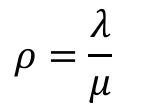 ρ = λ/μ